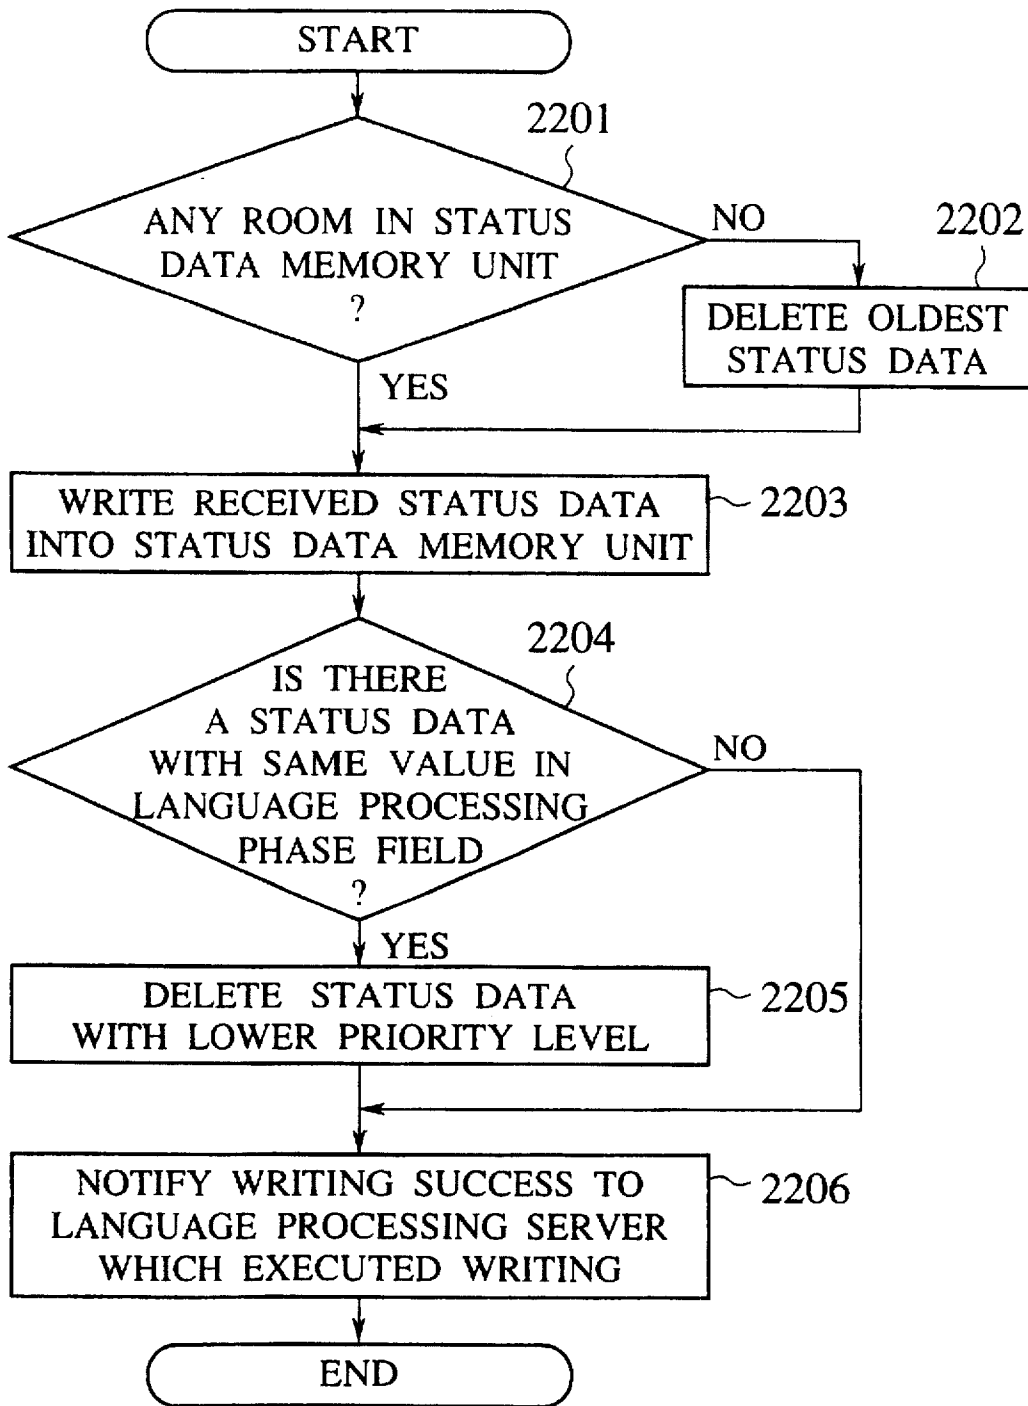 START
2201
ANY ROOM IN STATUS
DATA MEMORY UNIT
?
NO
2202
DELETE OLDEST
STATUS DATA
YES
WRITE RECEIVED STATUS DATA
INTO STATUS DATA MEMORY UNIT
2203
2204
IS THERE
A STATUS DATA
WITH SAME VALUE IN
LANGUAGE PROCESSING
PHASE FIELD
?
NO
YES
DELETE STATUS DATA
WITH LOWER PRIORITY LEVEL
2205
NOTIFY WRITING SUCCESS TO
LANGUAGE PROCESSING SERVER
WHICH EXECUTED WRITING
2206
END